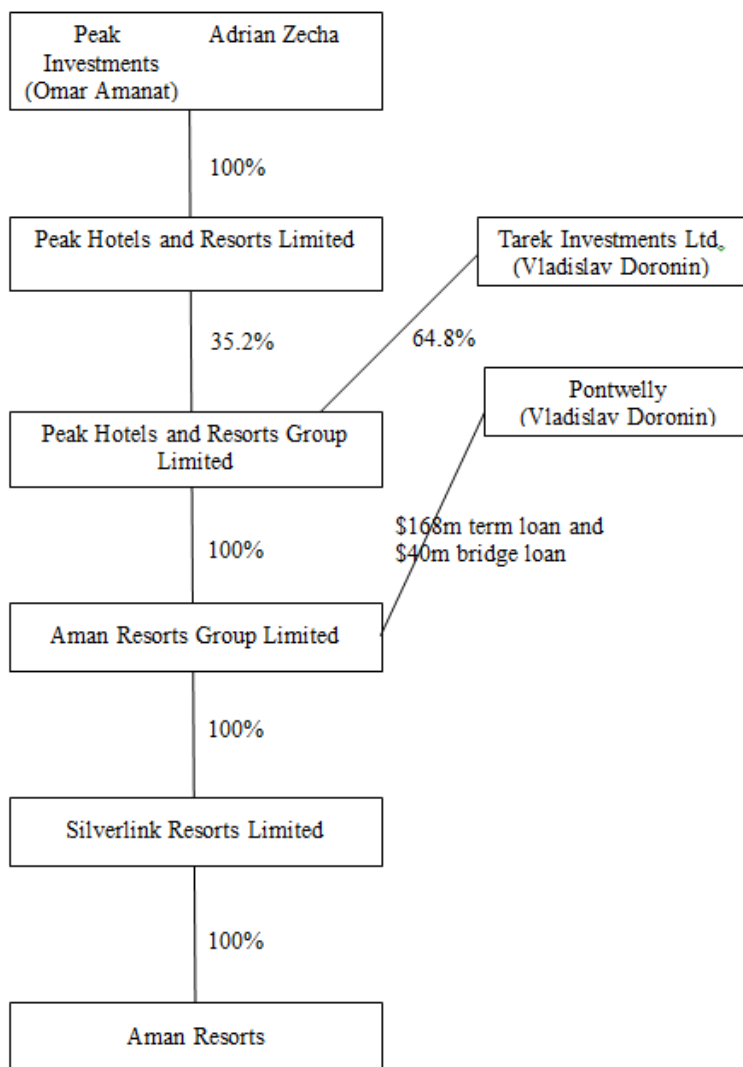 Peak Adrian Zecha
Investments
(Omar Amanat)
100%
Peak Hotels and Resorts Limited
Tarek Investments Ltd.
(Vladislav Doronin)
35.2%
64.8%
Pontwelly
(Vladislav Doronin)
Peak Hotels and Resorts Group
Limited
$168m term loan and
$40m bridge loan
100%
Aman Resorts Group Limited
100%
Silverlink Resorts Limited
100%
Aman Resorts